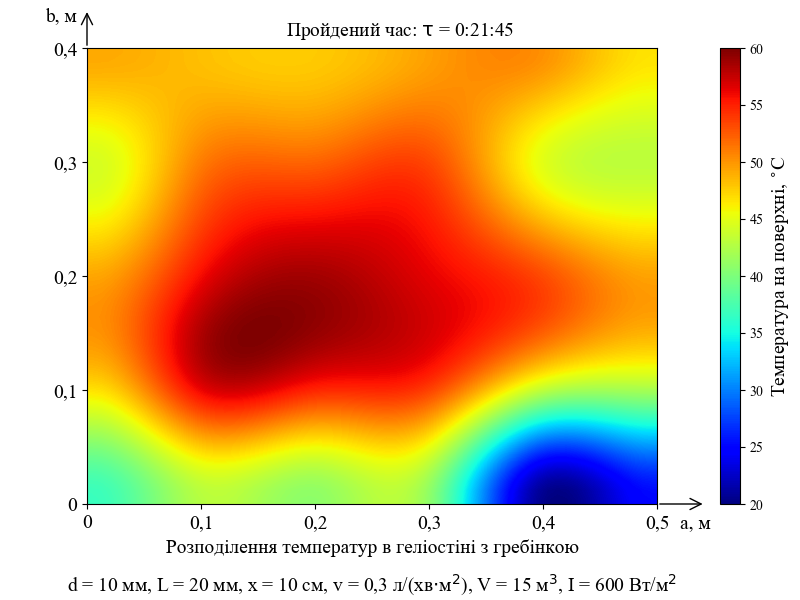 b, м
Пройдений час: τ = 0:21:45
0,4
0,3
0,2
0,1
0
0 0,1 0,2 0,3 0,4 0,5 a, м
60
55
50
45
40
35
30
25
20
Температура на поверхні, °C
Розподілення температур в геліостіні з гребінкою
d = 10 мм, L = 20 мм, x = 10 см, v = 0,3 л/(хв·м²), V = 15 м³, I = 600 Вт/м²